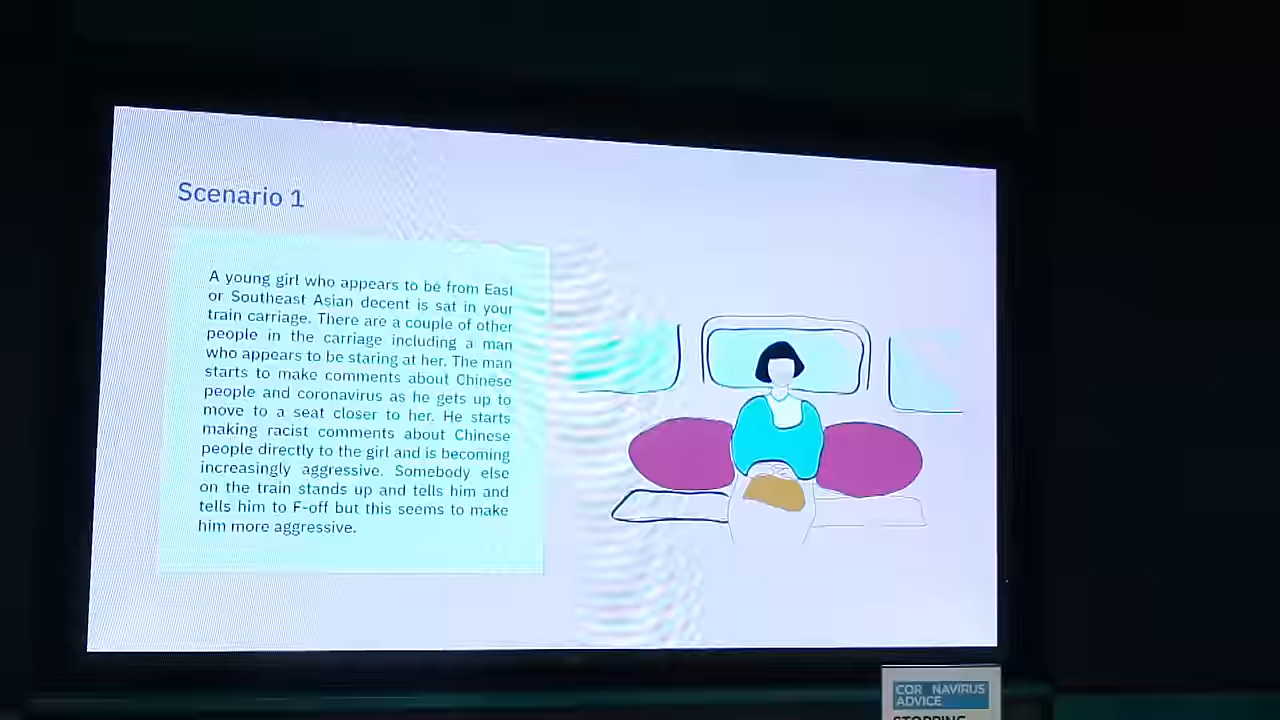 Scenario 1
A young girl who appears to be from East
or Southeast Asian decent is sat in your
train carriage. There are a couple of other
people in the carriage including a man
who appears to be staring at her. The man
starts to make comments about Chinese
people and coronavirus as he gets up to
move to a seat closer to her. He starts
making racist comments about Chinese
people directly to the girl and is becoming
increasingly aggressive. Somebody else
on the train stands up and tells him and
tells him to F-off but this seems to make
him more aggressive.
COR NAVIRUS
ADVICE
STOPPING